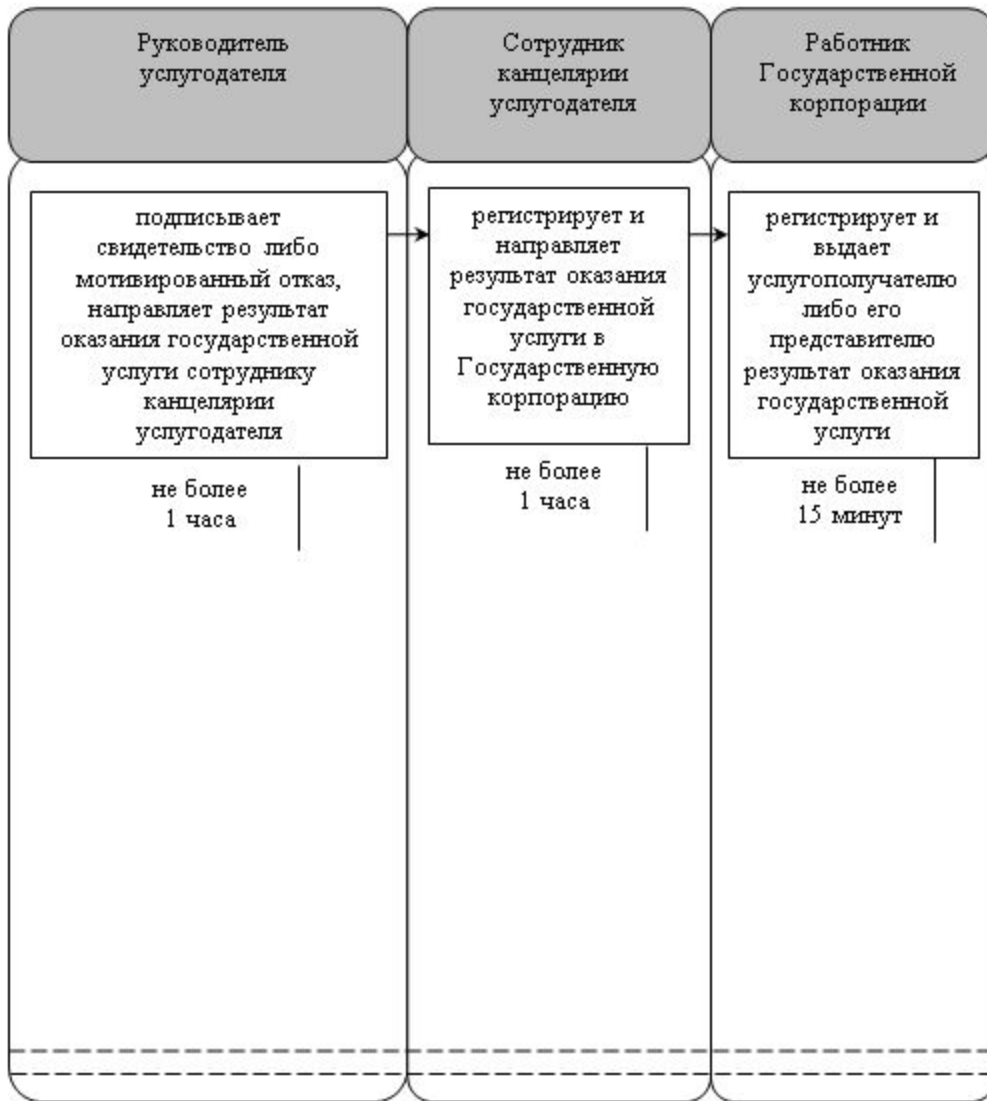 Руководитель
услугодателя
Сотрудник
канцелярии
услугодателя
Работник
Государственной
корпорации
подписывает
свидетельство либо
мотивированный отказ,
направляет результат
оказания государственной
услуги сотруднику
канцелярии
услугодателя
не более
1 часа
регистрирует и
направляет
результат оказания
государственной
услуги в
Государственную
корпорацию
не более
1 часа
регистрирует и
выдает
услугополучателю
либо его
представителю
результат оказания
государственной
услуги
не более
15 минут